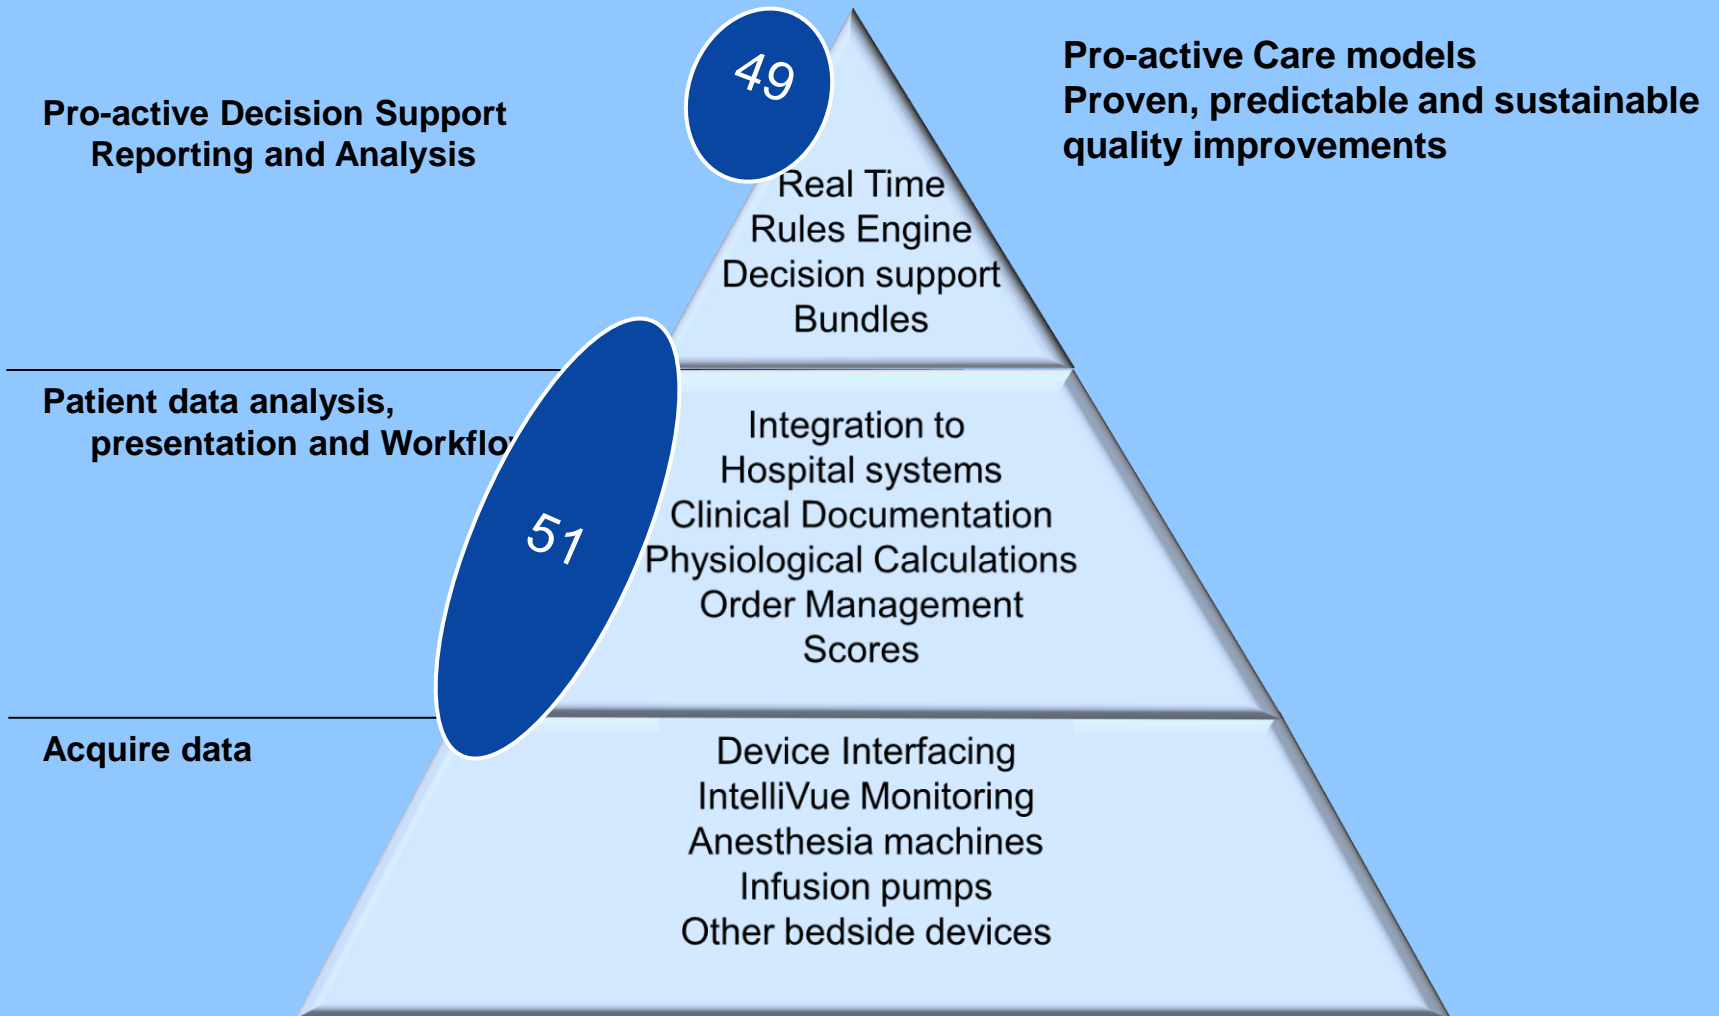 49
Pro-active Care models
Proven, predictable and sustainable
quality improvements
Pro-active Decision Support
Reporting and Analysis
Real Time
Rules Engine
Decision support
Bundles
Patient data analysis,
presentation and Workflo
51
Integration to
Hospital systems
Clinical Documentation
Physiological Calculations
Order Management
Scores
Acquire data
Device Interfacing
IntelliVue Monitoring
Anesthesia machines
Infusion pumps
Other bedside devices